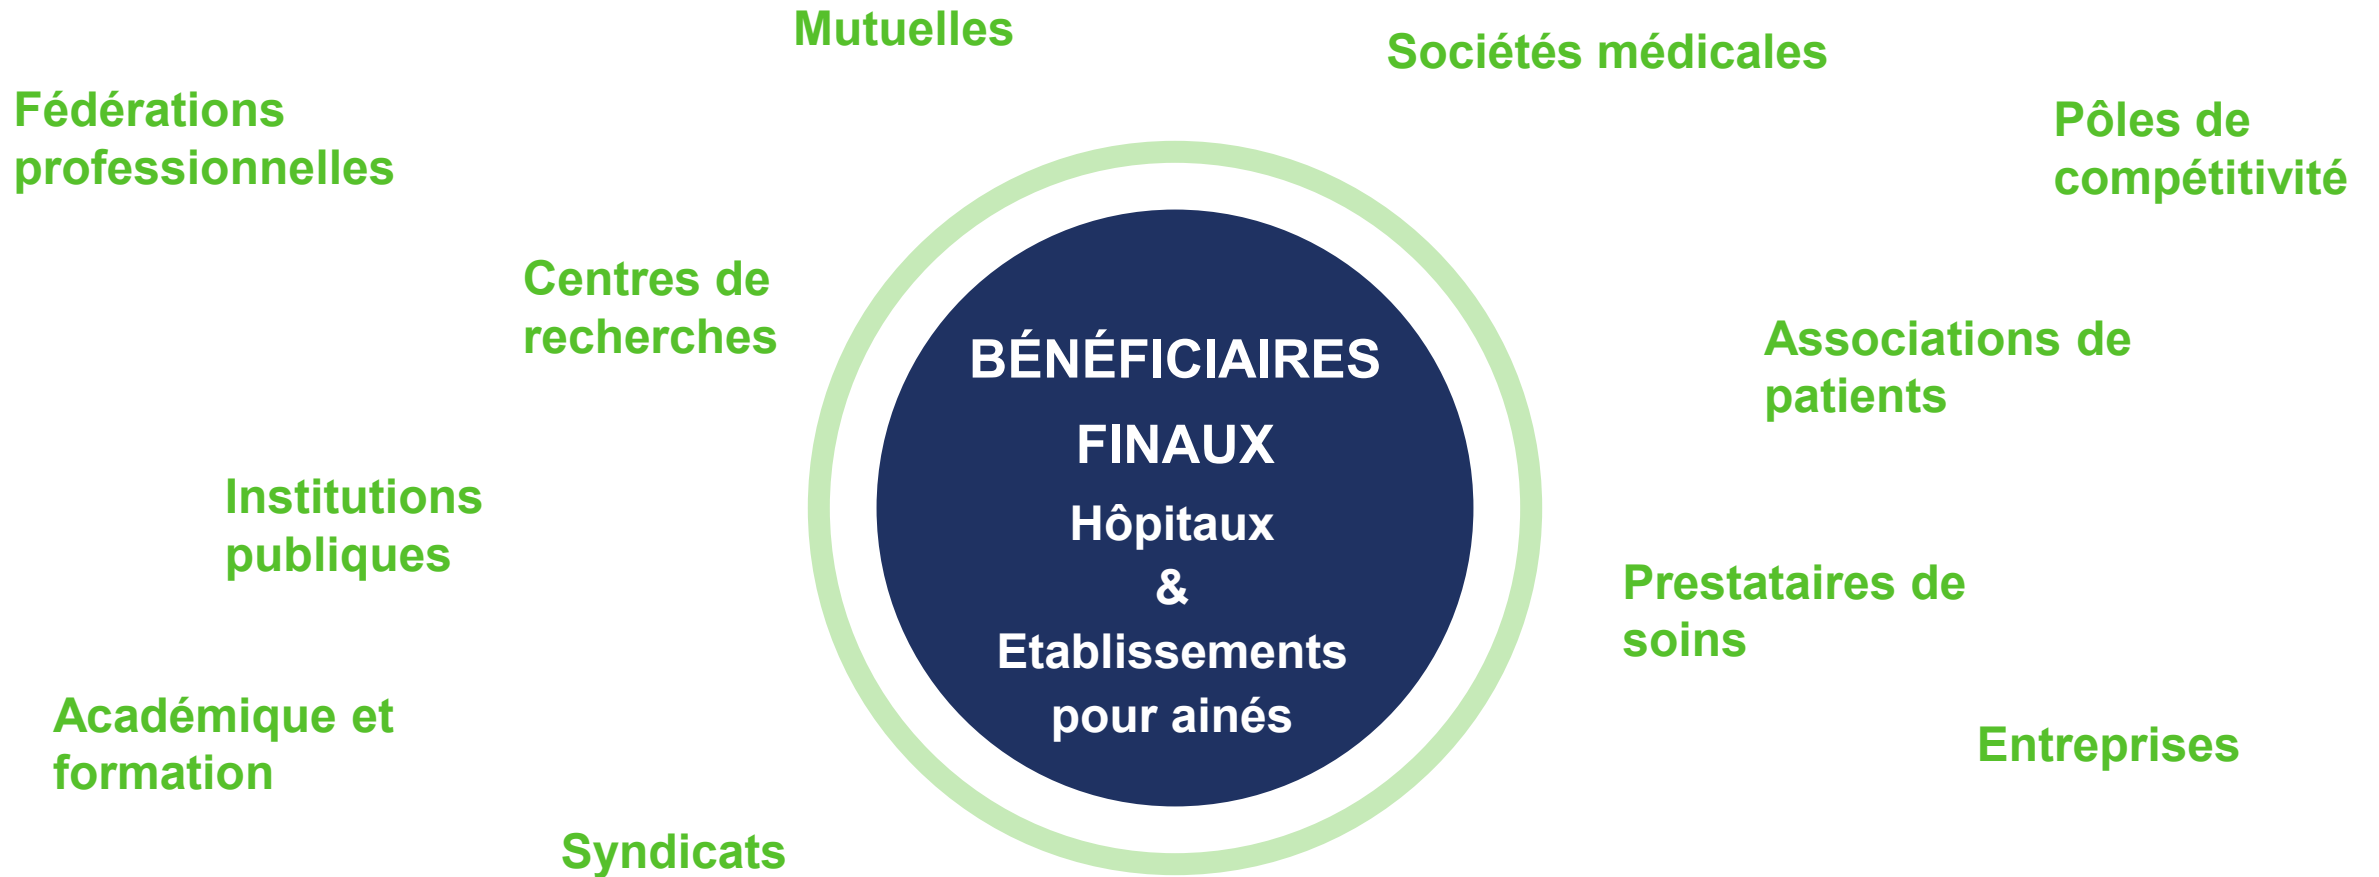 Mutuelles
Sociétés médicales
Fédérations
professionnelles
Pôles de
compétitivité
Centres de
recherches
BÉNÉFICIAIRES
FINAUX
Hôpitaux
&
Etablissements
pour ainés
Associations de
patients
Institutions
publiques
Prestataires de
soins
Académique et
formation
Entreprises
Syndicats